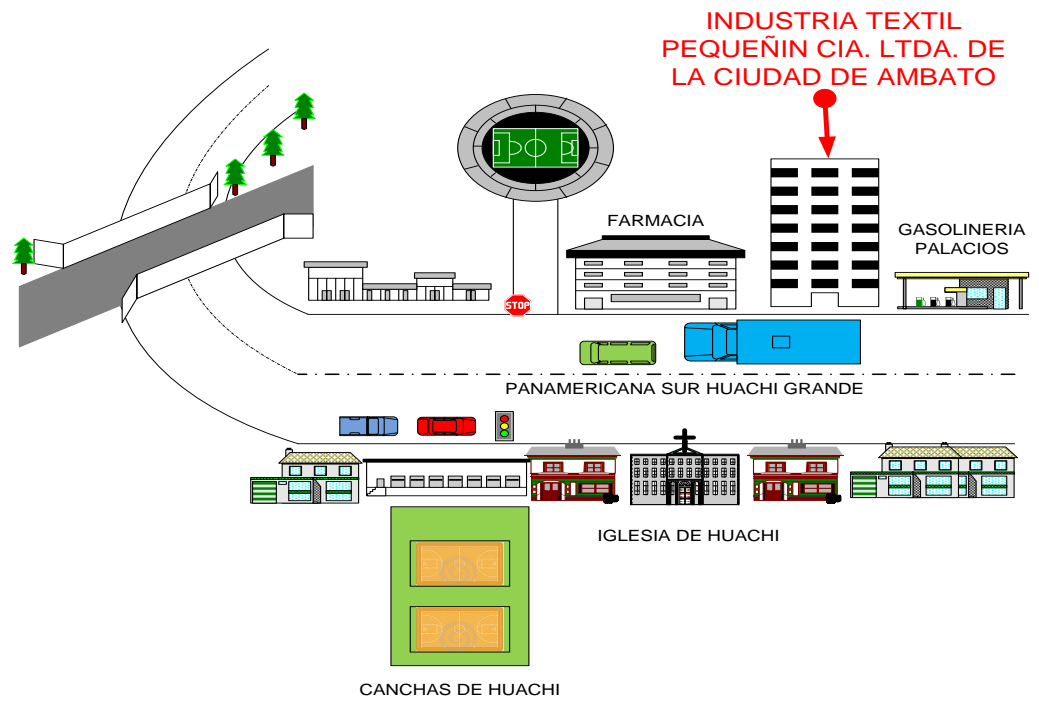 INDUSTRIA TEXTIL
PEQUEÑIN CIA. LTDA. DE
LA CIUDAD DE AMBATO
FARMACIA
GASOLINERIA
PALACIOS
STOP
PANAMERICANA SUR HUACHI GRANDE
IGLESIA DE HUACHI
CANCHAS DE HUACHI